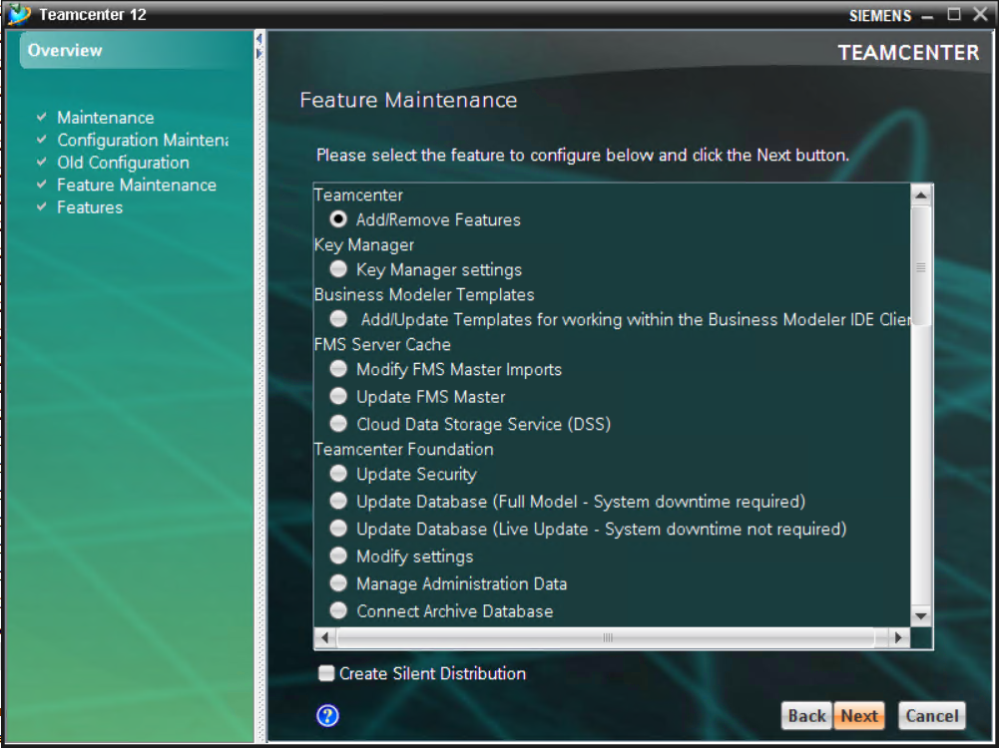 Teamcenter 12
SIEMENS
Overview
TEAMCENTER
Maintenance
Configuration Maintena
Old Configuration
Feature Maintenance
Features
Feature Maintenance
Please select the feature to configure below and click the Next button.
Teamcenter
Add/Remove Features
Key Manager
Key Manager settings
Business Modeler Templates
Add/Update Templates for working within the Business Modeler IDE Clien
FMS Server Cache
Modify FMS Master Imports
Update FMS Master
Cloud Data Storage Service (DSS)
Teamcenter Foundation
Update Security
Update Database (Full Model - System downtime required)
Update Database (Live Update - System downtime not required)
Modify settings
Manage Administration Data
Connect Archive Database
Create Silent Distribution
?
Back Next Cancel